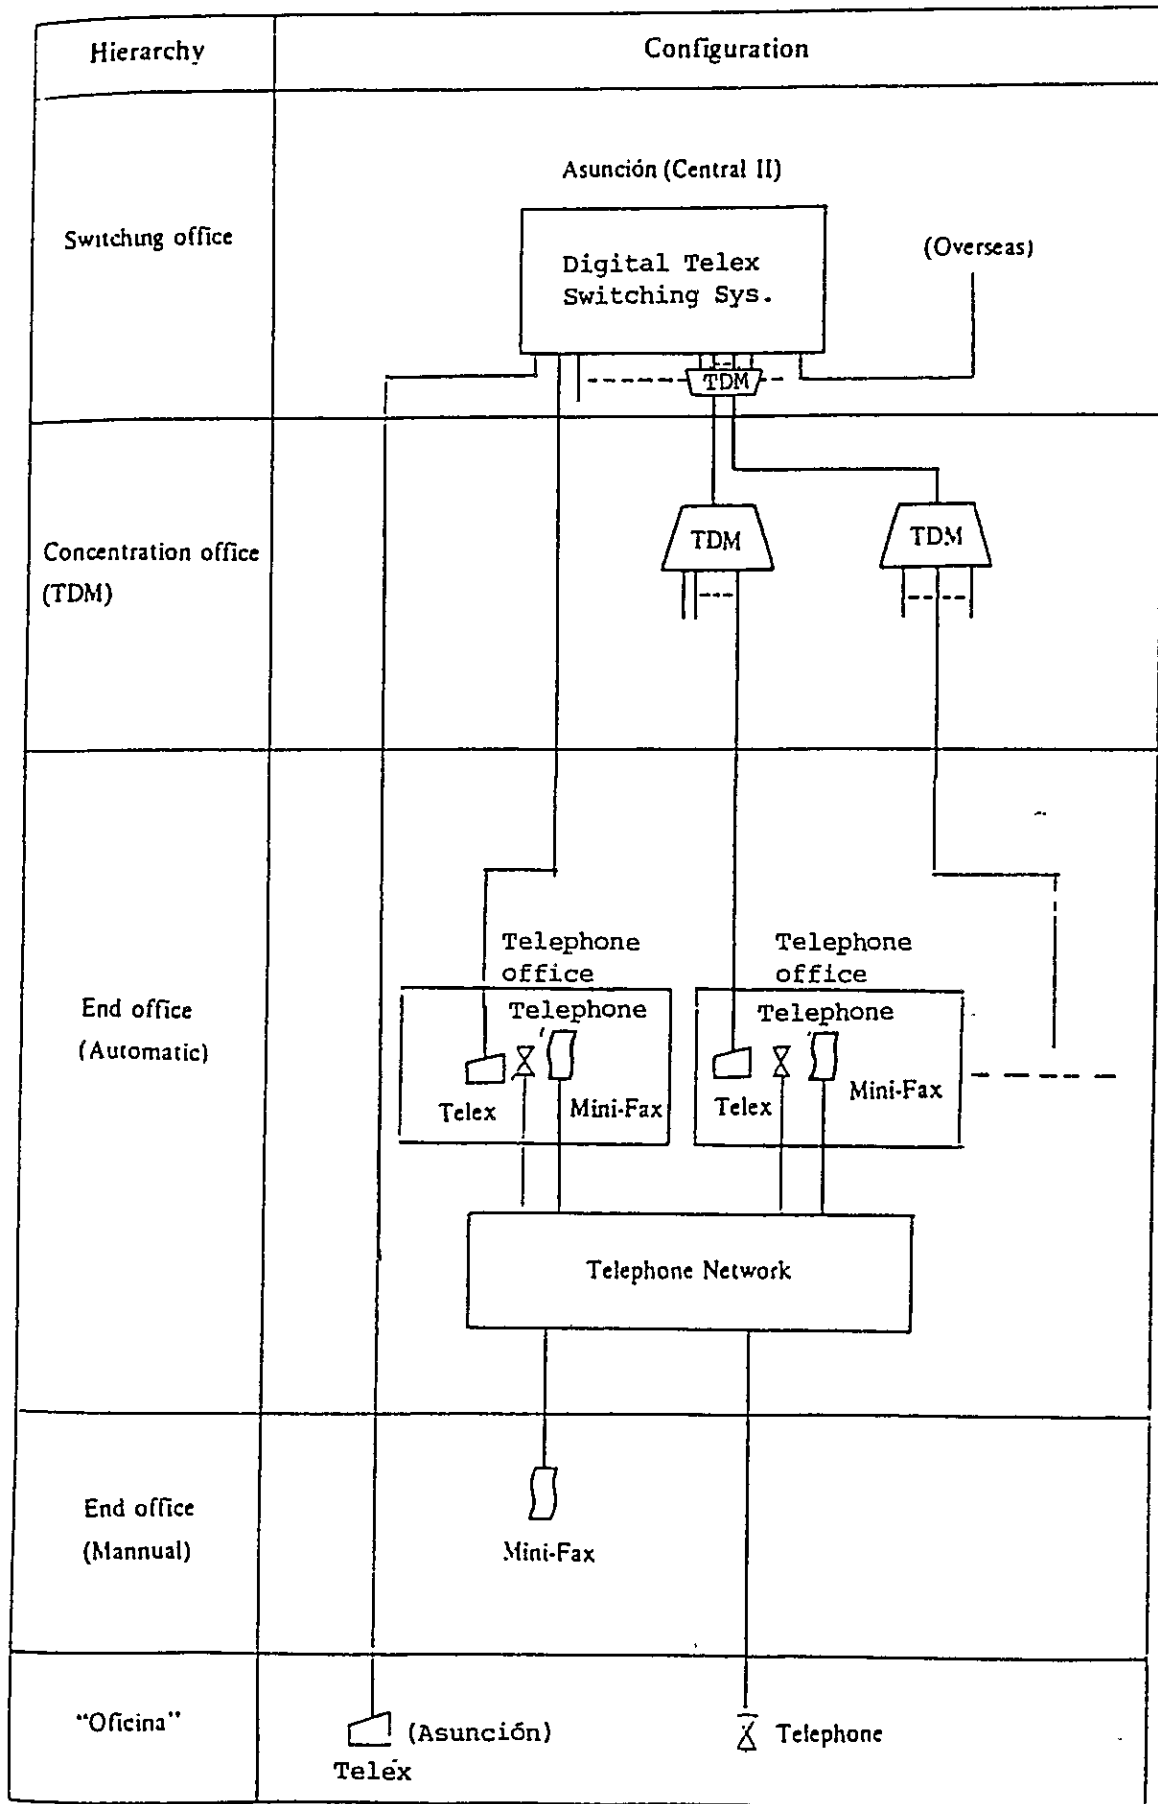 Hierarchy
Configuration
Switching office
Asunción (Central II)
Digital Telex
Switching Sys.
(Overseas)
TDM
Concentration office
(TDM)
TDM
TDM
End office
(Automatic)
Telephone
office
Telephone
Telex
Mini-Fax
Telephone
office
Telephone
Telex
Mini-Fax
Telephone Network
End office
(Mannual)
Mini-Fax
"Oficina"
(Asunción)
Telex
Telephone